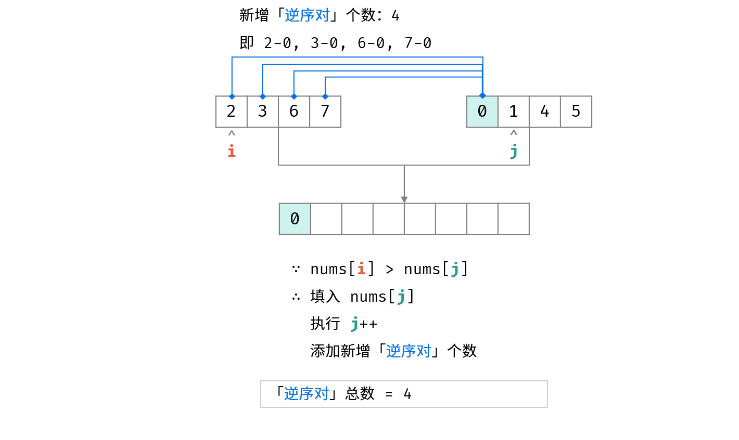 新增「逆序对」个数：4
即 2-0, 3-0, 6-0, 7-0
2 3 6 7 0 1 4 5
i j
0
∵ nums[i] > nums[j]
∴ 填入 nums[j]
执行 j++
添加新增「逆序对」个数
「逆序对」总数 = 4